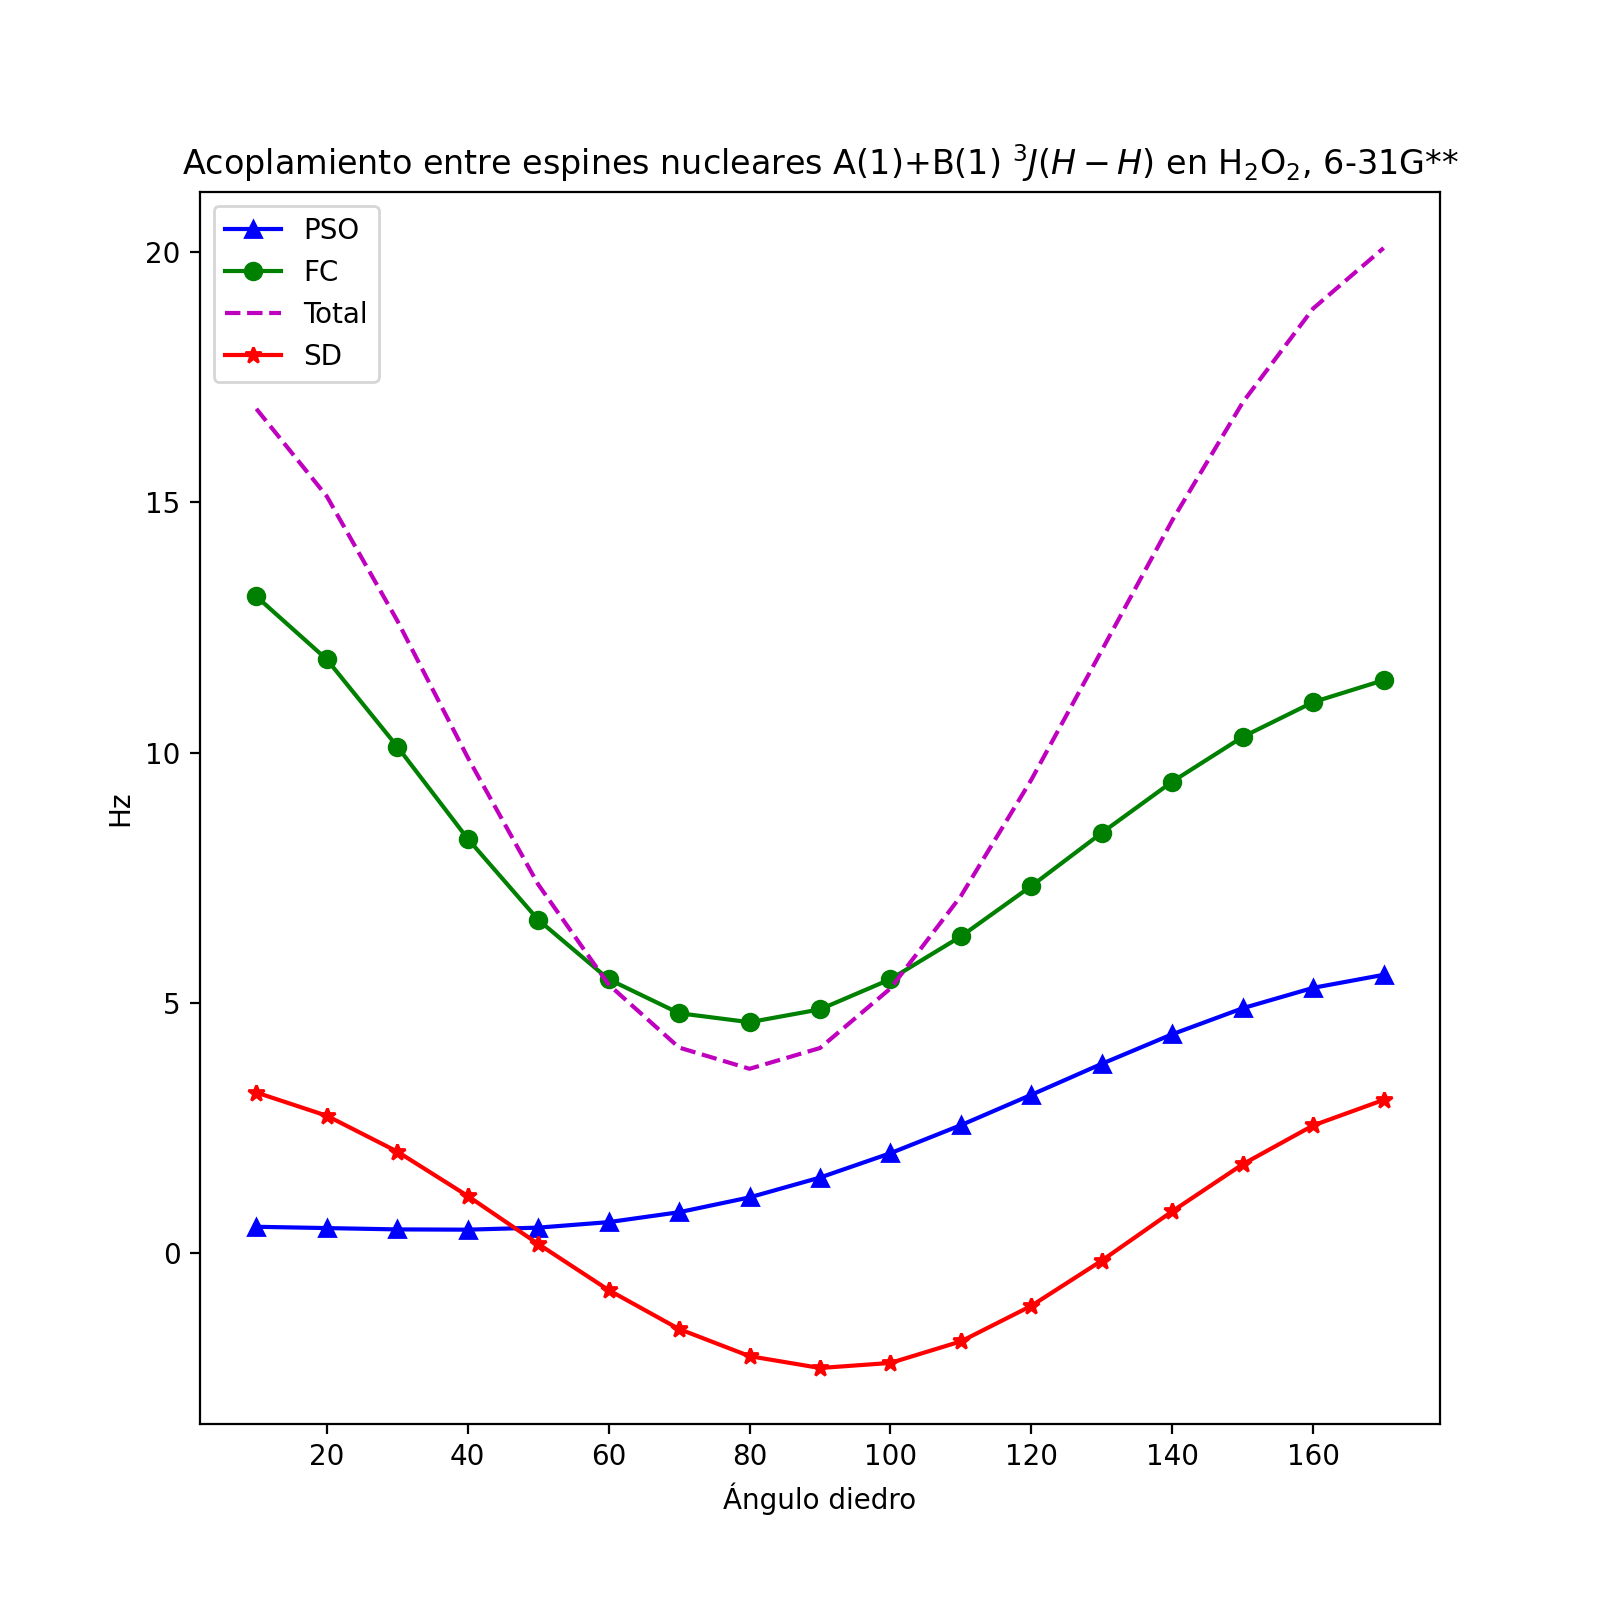 Acoplamiento entre espines nucleares A(1)+B(1) ³J(H − H) en H₂O₂, 6-31G**
PSO
FC
Total
SD
20
15
10
5
0
Hz
20 40 60 80 100 120 140 160
Ángulo diedro